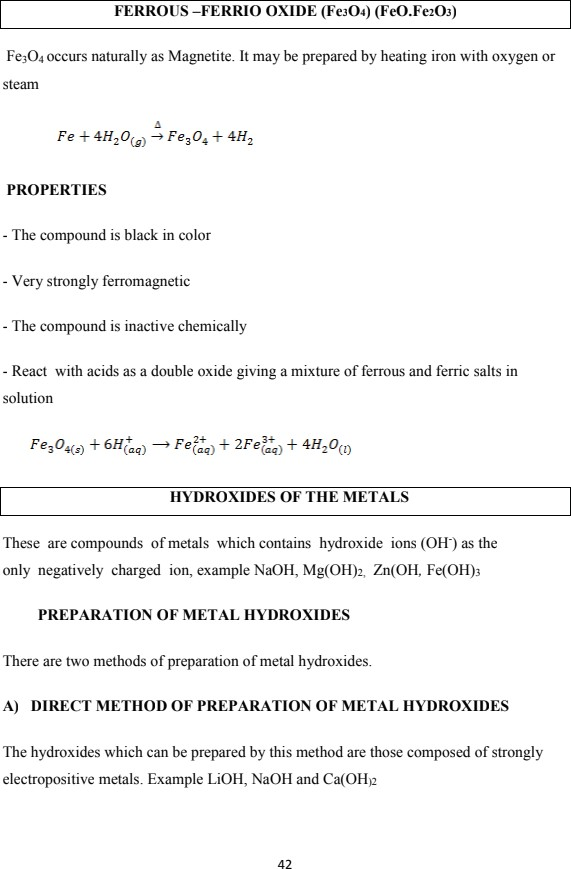 FERROUS –FERRIO OXIDE (Fe₃O₄) (FeO.Fe₂O₃)
Fe₃O₄ occurs naturally as Magnetite. It may be prepared by heating iron with oxygen or
steam
Fe + 4H₂O₍g₎ →^Δ Fe₃O₄ + 4H₂
PROPERTIES
- The compound is black in color
- Very strongly ferromagnetic
- The compound is inactive chemically
- React with acids as a double oxide giving a mixture of ferrous and ferric salts in
solution
Fe₃O₄(s) + 6H⁺(aq) ⟶ Fe²⁺(aq) + 2Fe³⁺(aq) + 4H₂O(l)
HYDROXIDES OF THE METALS
These are compounds of metals which contains hydroxide ions (OH⁻) as the
only negatively charged ion, example NaOH, Mg(OH)₂, Zn(OH, Fe(OH)₃
PREPARATION OF METAL HYDROXIDES
There are two methods of preparation of metal hydroxides.
A) DIRECT METHOD OF PREPARATION OF METAL HYDROXIDES
The hydroxides which can be prepared by this method are those composed of strongly
electropositive metals. Example LiOH, NaOH and Ca(OH)₂
42